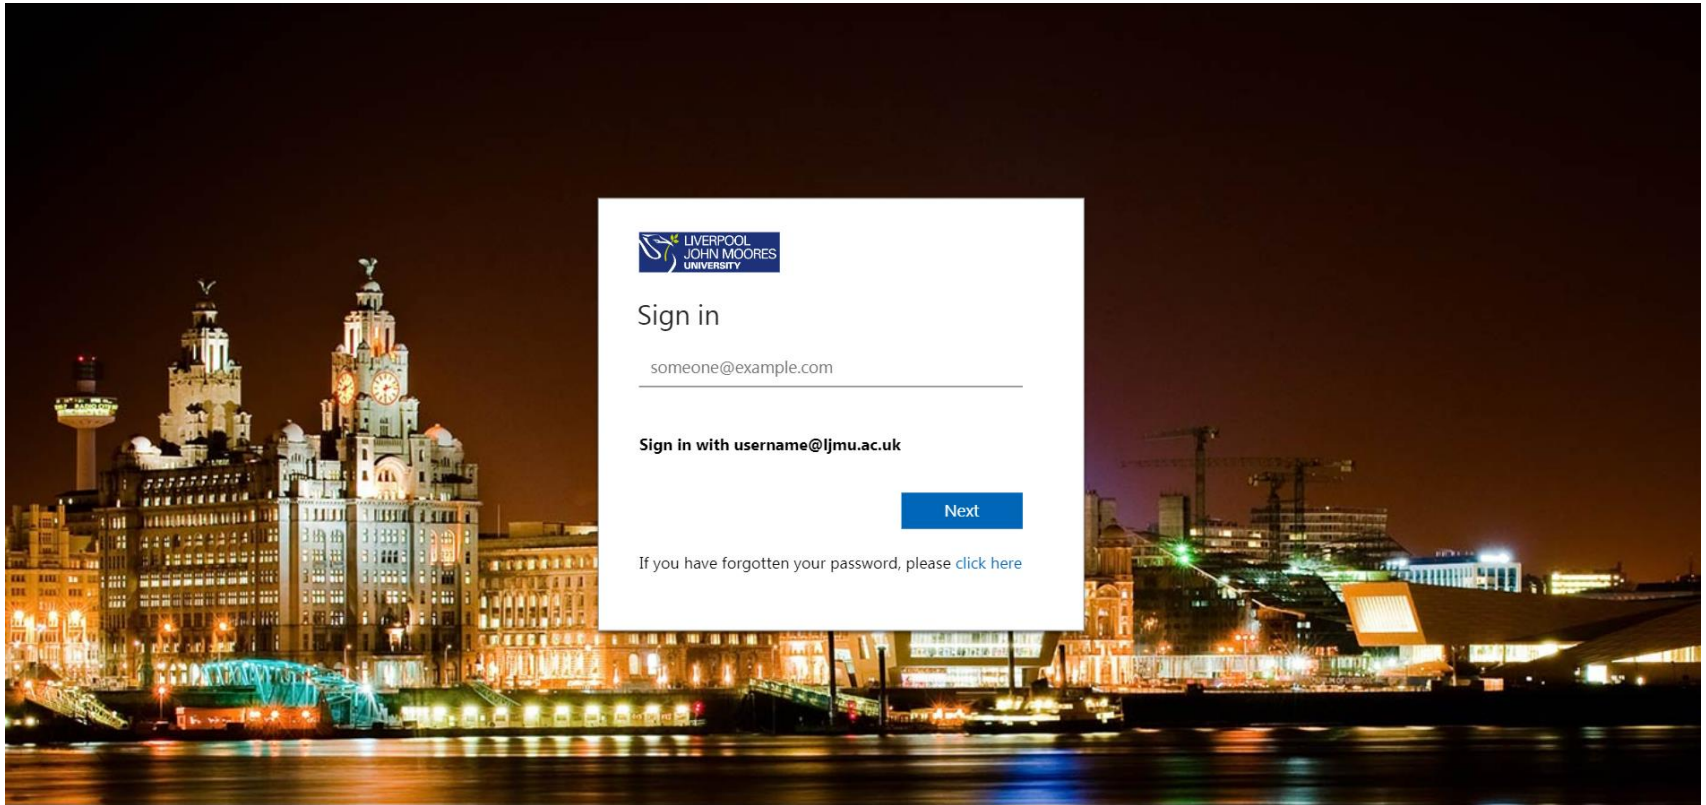 LIVERPOOL
JOHN MOORES
UNIVERSITY
Sign in
someone@example.com
Sign in with username@ljmu.ac.uk
Next
If you have forgotten your password, please click here